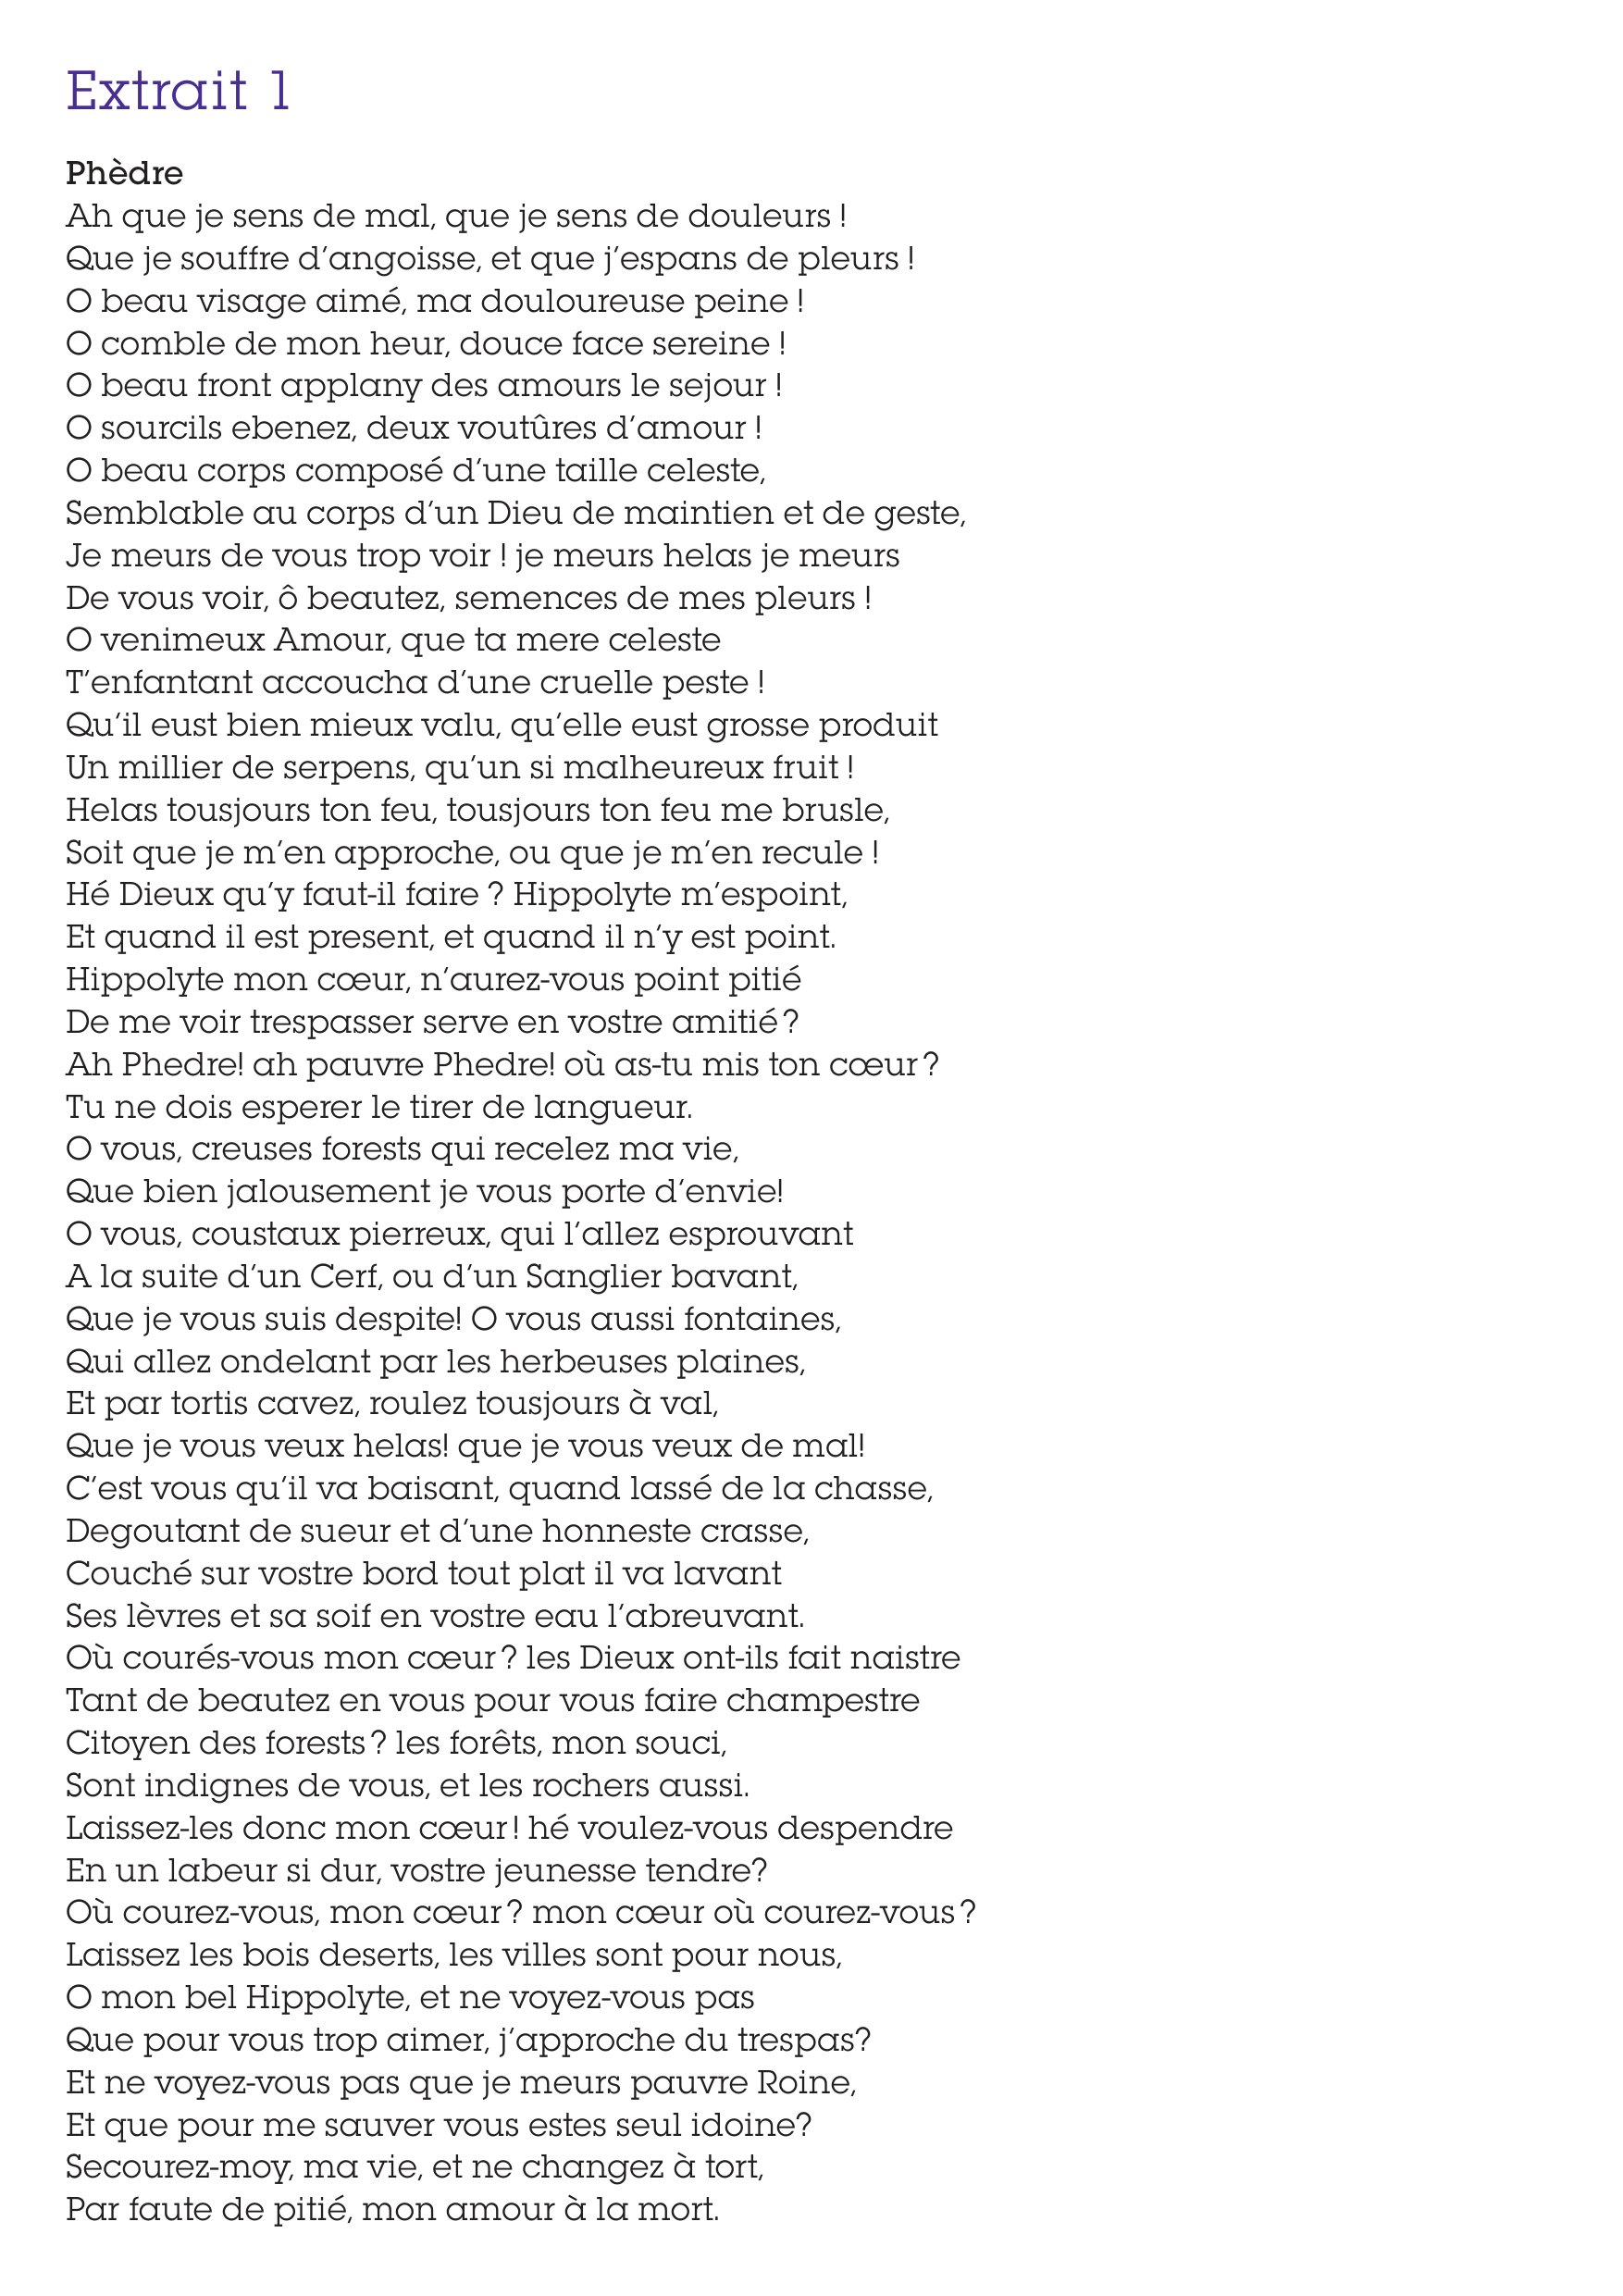 Extrait 1
Phèdre
Ah que je sens de mal, que je sens de douleurs !
Que je souffre d’angoisse, et que j’espans de pleurs !
O beau visage aimé, ma douloureuse peine !
O comble de mon heur, douce face sereine !
O beau front applany des amours le sejour !
O sourcils ebenez, deux voutûres d’amour !
O beau corps composé d’une taille celeste,
Semblable au corps d’un Dieu de maintien et de geste,
Je meurs de vous trop voir ! je meurs helas je meurs
De vous voir, ô beautez, semences de mes pleurs !
O venimeux Amour, que ta mere celeste
T’enfantant accoucha d’une cruelle peste !
Qu’il eust bien mieux valu, qu’elle eust grosse produit
Un millier de serpens, qu’un si malheureux fruit !
Helas tousjours ton feu, tousjours ton feu me brusle,
Soit que je m’en approche, ou que je m’en recule !
Hé Dieux qu’y faut-il faire ? Hippolyte m’espoint,
Et quand il est present, et quand il n’y est point.
Hippolyte mon cœur, n’aurez-vous point pitié
De me voir trespasser serve en vostre amitié ?
Ah Phedre! ah pauvre Phedre! où as-tu mis ton cœur ?
Tu ne dois esperer le tirer de langueur.
O vous, creuses forests qui recelez ma vie,
Que bien jalousement je vous porte d’envie!
O vous, coustaux pierreux, qui l’allez esprouvant
A la suite d’un Cerf, ou d’un Sanglier bavant,
Que je vous suis despite! O vous aussi fontaines,
Qui allez ondelant par les herbeuses plaines,
Et par tortis cavez, roulez tousjours à val,
Que je vous veux helas! que je vous veux de mal!
C’est vous qu’il va baisant, quand lassé de la chasse,
Degoutant de sueur et d’une honneste crasse,
Couché sur vostre bord tout plat il va lavant
Ses lèvres et sa soif en vostre eau l’abreuvant.
Où courés-vous mon cœur ? les Dieux ont-ils fait naistre
Tant de beautez en vous pour vous faire champestre
Citoyen des forests ? les forêts, mon souci,
Sont indignes de vous, et les rochers aussi.
Laissez-les donc mon cœur ! hé voulez-vous despendre
En un labeur si dur, vostre jeunesse tendre?
Où courez-vous, mon cœur ? mon cœur où courez-vous ?
Laissez les bois deserts, les villes sont pour nous,
O mon bel Hippolyte, et ne voyez-vous pas
Que pour vous trop aimer, j’approche du trespas?
Et ne voyez-vous pas que je meurs pauvre Roine,
Et que pour me sauver vous estes seul idoine?
Secourez-moy, ma vie, et ne changez à tort,
Par faute de pitié, mon amour à la mort.